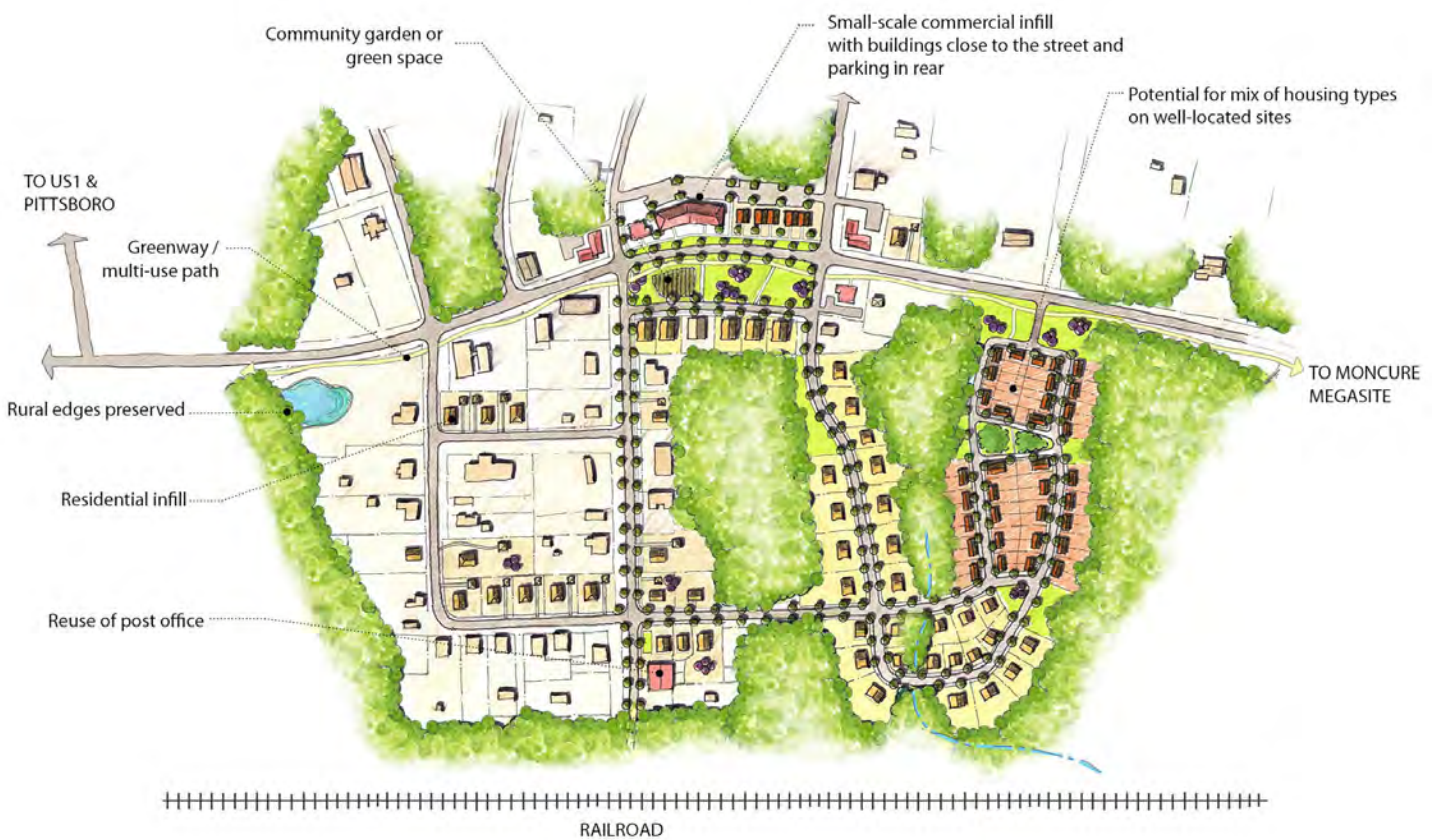 Small-scale commercial infill
with buildings close to the street and
parking in rear
Community garden or
green space
Potential for mix of housing types
on well-located sites
TO US1 &
PITTSBORO
Greenway /
multi-use path
TO MONCURE
MEGASITE
Rural edges preserved
Residential infill
Reuse of post office
RAILROAD